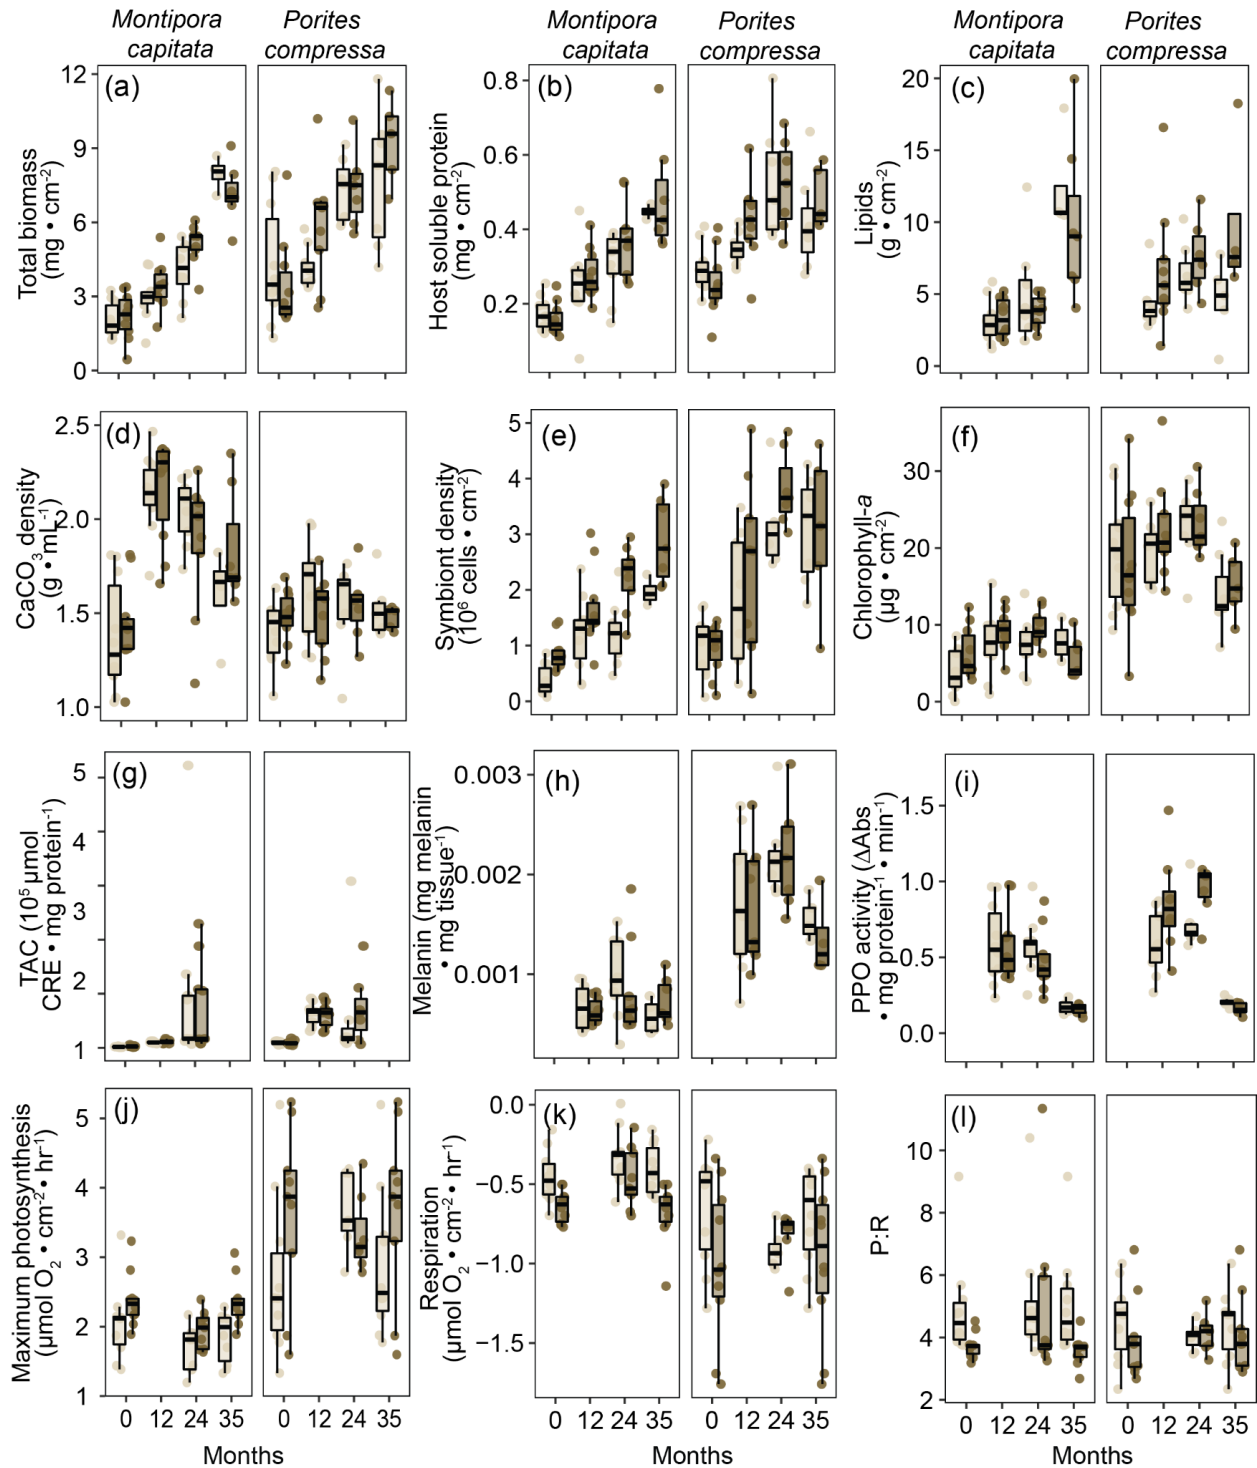 Montipora capitata
Porites compressa
Montipora capitata
Porites compressa
Montipora capitata
Porites compressa
(a)
Total biomass
(mg • cm⁻²)
12
9
6
3
0
(b)
Host soluble protein
(mg • cm⁻²)
0.8
0.6
0.4
0.2
(c)
Lipids
(g • cm⁻²)
20
15
10
5
0
(d)
CaCO₃ density
(g • mL⁻¹)
2.5
2.0
1.5
1.0
(e)
Symbiont density
(10⁶ cells • cm⁻²)
5
4
3
2
1
0
(f)
Chlorophyll-a
(µg • cm⁻²)
30
20
10
0
(g)
TAC (10⁵ µmol
CRE • mg protein⁻¹)
5
4
3
2
1
(h)
Melanin (mg melanin
• mg tissue⁻¹)
0.003
0.002
0.001
(i)
PPO activity (ΔAbs
• mg protein⁻¹ • min⁻¹)
1.5
1.0
0.5
0.0
(j)
Maximum photosynthesis
(µmol O₂ • cm⁻² • hr⁻¹)
5
4
3
2
1
0 12 24 35
0 12 24 35
Months
(k)
Respiration
(µmol O₂ • cm⁻² • hr⁻¹)
0.0
−0.5
−1.0
−1.5
0 12 24 35
0 12 24 35
Months
(l)
P:R
10
8
6
4
2
0 12 24 35
0 12 24 35
Months